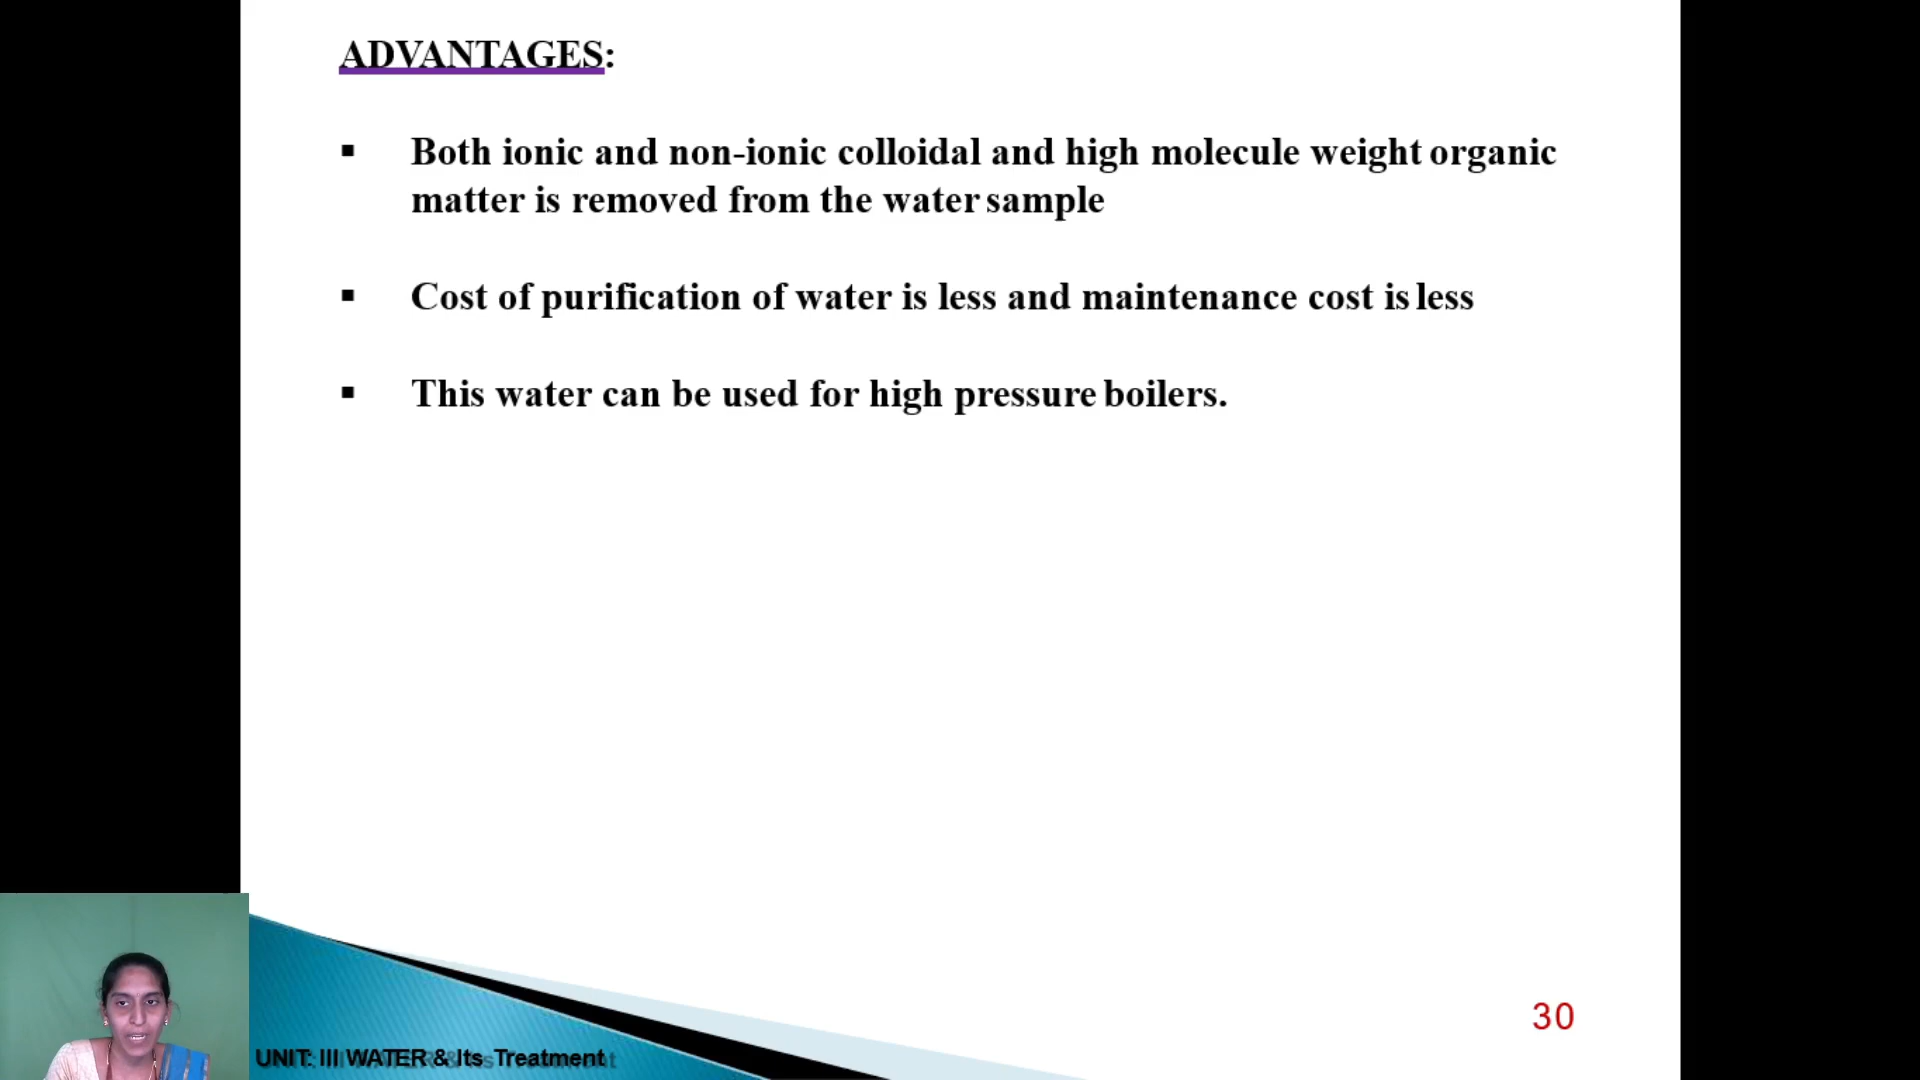 ADVANTAGES:
▪ Both ionic and non-ionic colloidal and high molecule weight organic
matter is removed from the water sample
▪ Cost of purification of water is less and maintenance cost is less
▪ This water can be used for high pressure boilers.
30
UNIT: III WATER & Its Treatment